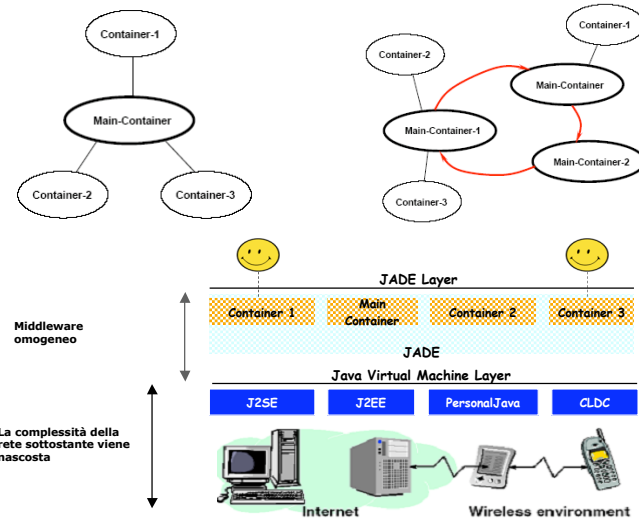 Container-1
Main-Container
Container-2
Container-3
Container-1
Container-2
Main-Container
Main-Container-1
Main-Container-2
Container-3
JADE Layer
Container 1
Main
Container
Container 2
Container 3
Middleware
omogeneo
JADE
Java Virtual Machine Layer
J2SE
J2EE
PersonalJava
CLDC
La complessità della
rete sottostante viene
nascosta
Internet
Wireless environment